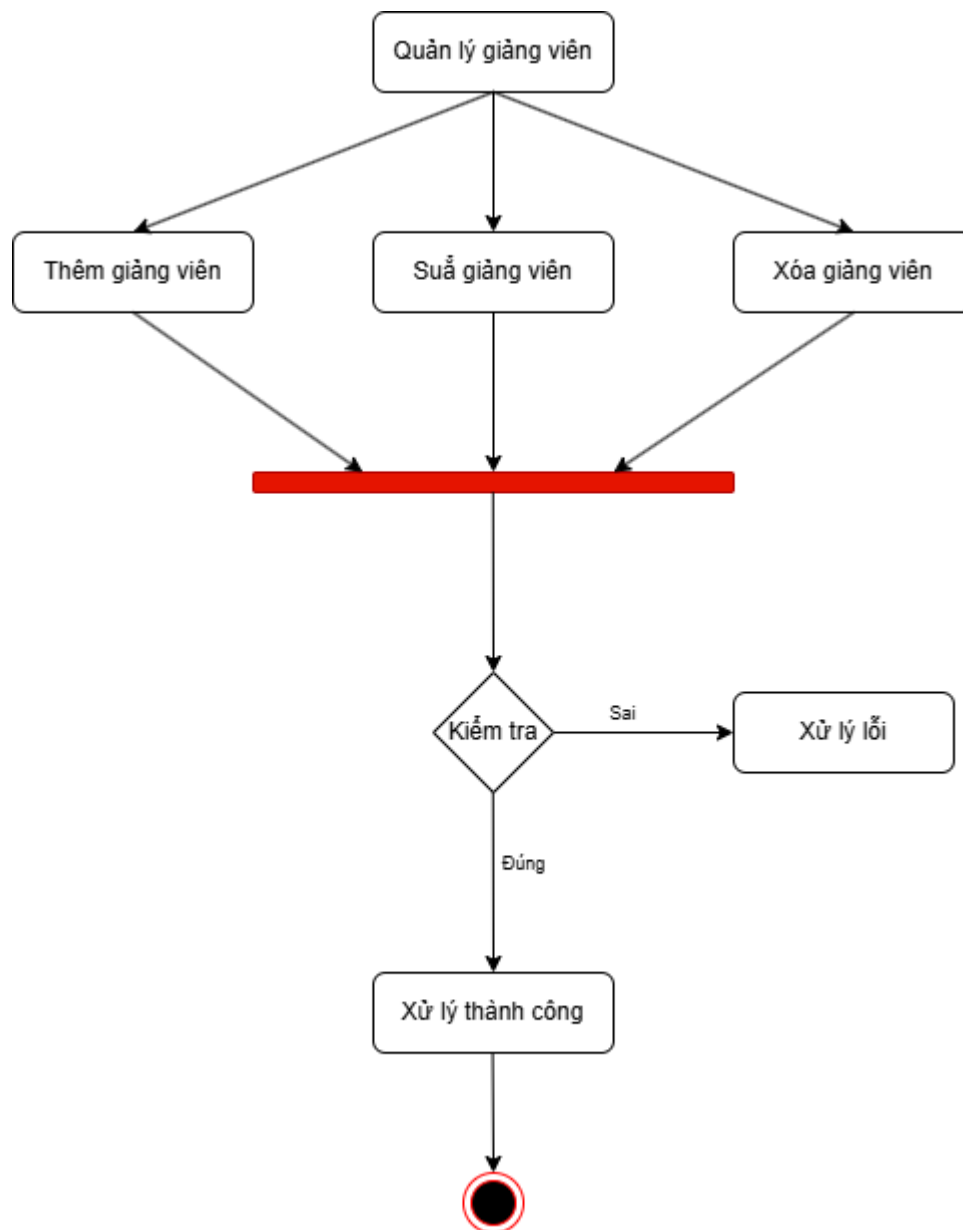 Quản lý giảng viên
Thêm giảng viên
Suẳ giảng viên
Xóa giảng viên
Kiểm tra
Sai
Xử lý lỗi
Đúng
Xử lý thành công